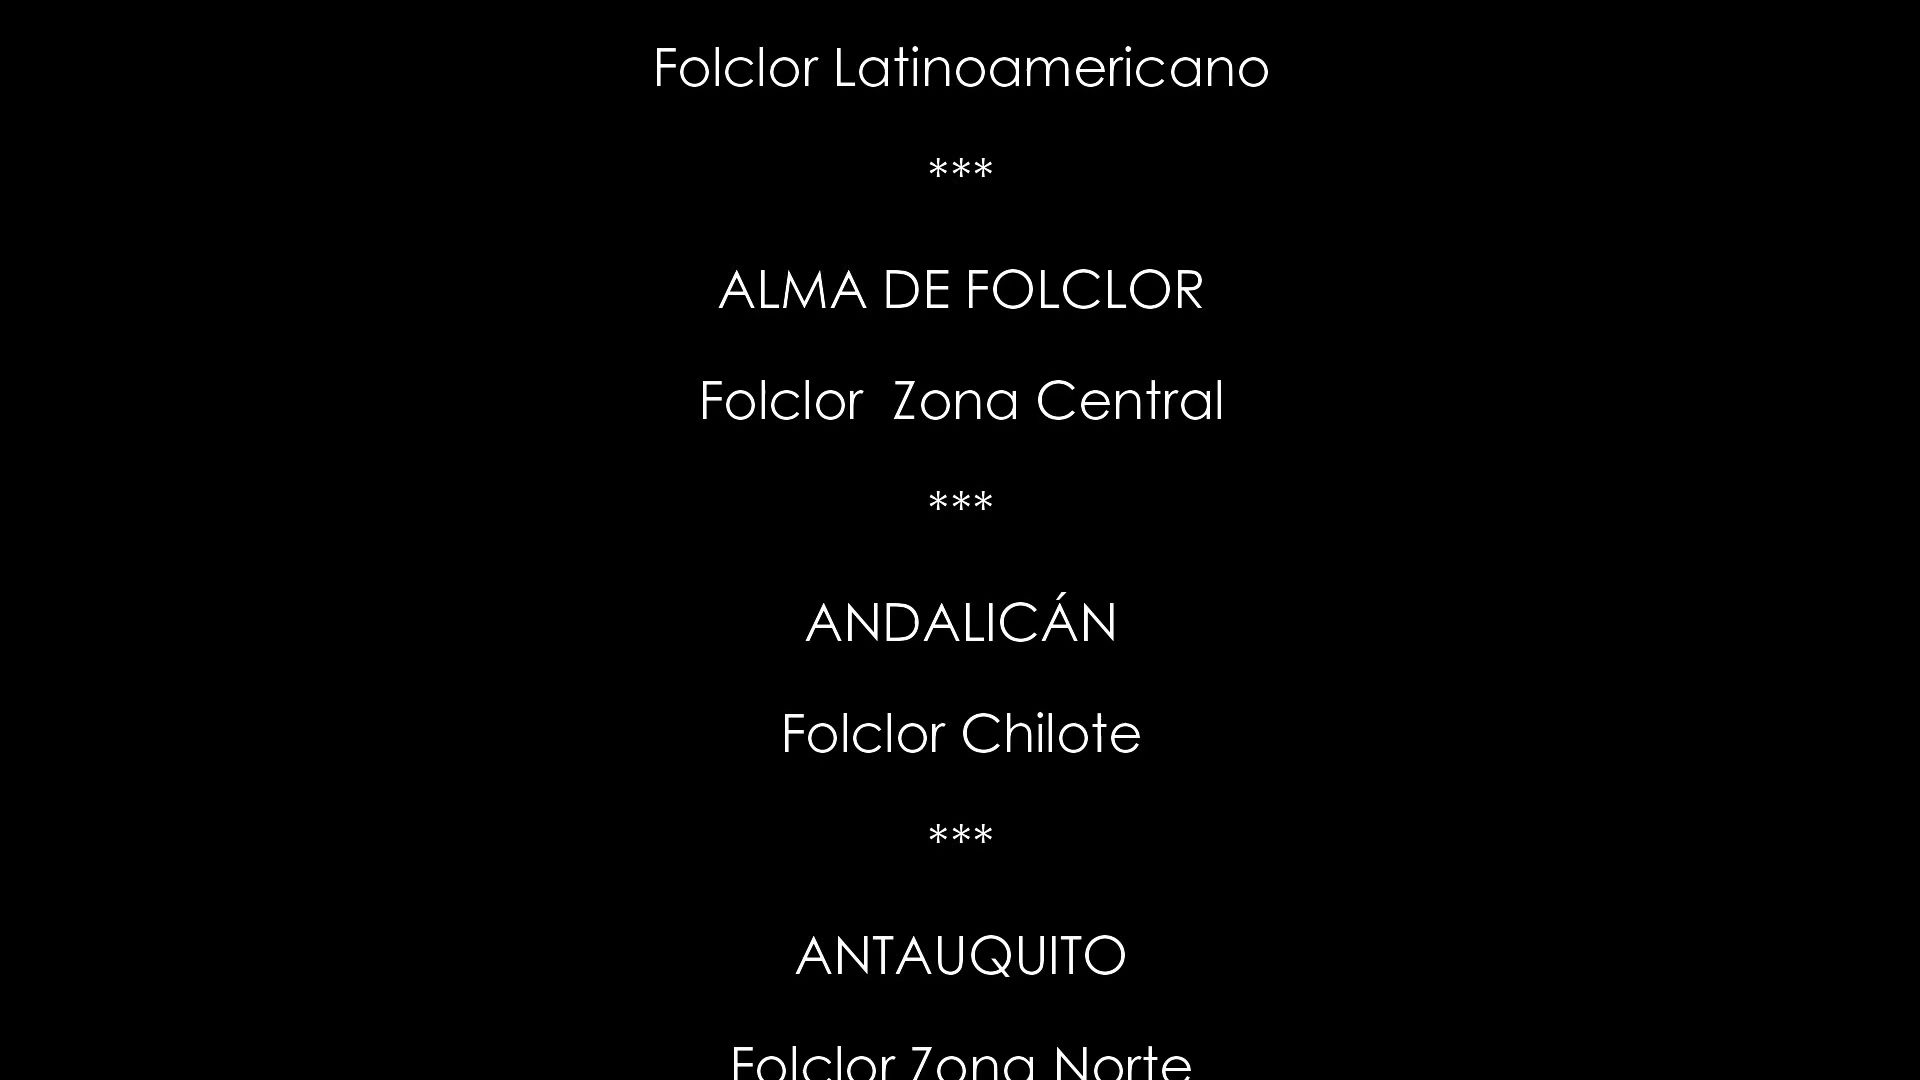 Folclor Latinoamericano
***
ALMA DE FOLCLOR
Folclor  Zona Central
***
ANDALICÁN
Folclor Chilote
***
ANTAUQUITO
Folclor Zona Norte